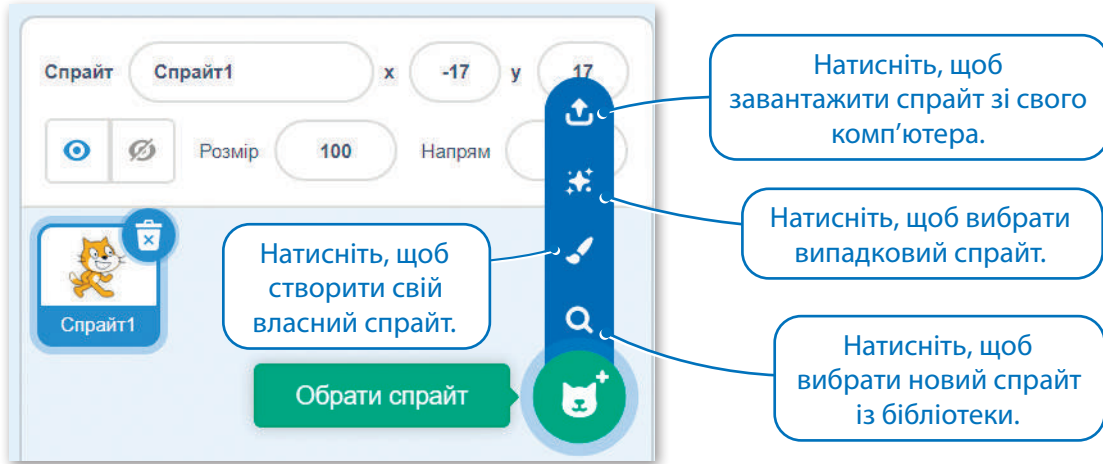 Спрайт Спрайт1 x -17 y 17
Розмір 100 Напрям
Спрайт1
Обрати спрайт
Натисніть, щоб
створити свій
власний спрайт.
Натисніть, щоб
завантажити спрайт зі свого
комп'ютера.
Натисніть, щоб вибрати
випадковий спрайт.
Натисніть, щоб
вибрати новий спрайт
із бібліотеки.